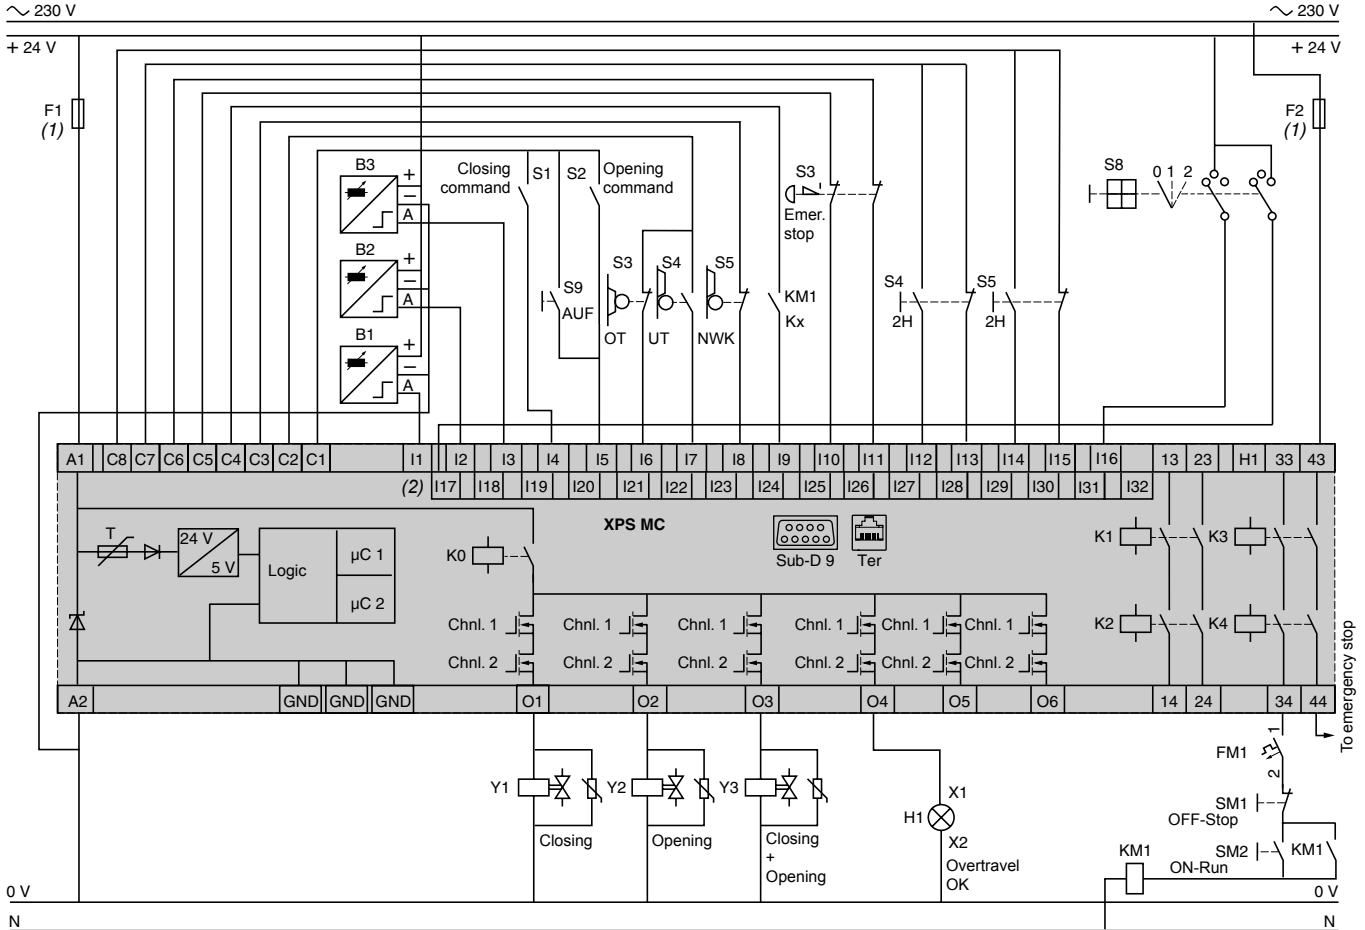 230 V 230 V
+ 24 V + 24 V
F1
(1)
F2
(1)
B3
+
−
A
B2
+
−
A
B1
+
−
A
Closing
command
S1
S2
Opening
command
S9
AUF
S3
OT
S4
UT
S5
NWK
KM1
Kx
S3
Emer.
stop
S4
2H
S5
2H
S8
0 1 2
A1 C8 C7 C6 C5 C4 C3 C2 C1 I1 I2 I3 I4 I5 I6 I7 I8 I9 I10 I11 I12 I13 I14 I15 I16 13 23 H1 33 43
(2) I17 I18 I19 I20 I21 I22 I23 I24 I25 I26 I27 I28 I29 I30 I31 I32
T
24 V
5 V
Logic
µC 1
µC 2
K0
XPS MC
Sub-D 9
Ter
K1 K3
K2 K4
Chnl. 1 Chnl. 1 Chnl. 1 Chnl. 1 Chnl. 1 Chnl. 1
Chnl. 2 Chnl. 2 Chnl. 2 Chnl. 2 Chnl. 2 Chnl. 2
A2 GND GND GND O1 O2 O3 O4 O5 O6 14 24 34 44
To emergency stop
Y1
Closing
Y2
Opening
Y3
Closing
+
Opening
X1
H1
X2
Overtravel
OK
1
FM1
2
SM1
OFF-Stop
SM2
ON-Run
KM1
KM1
0 V 0 V
N N